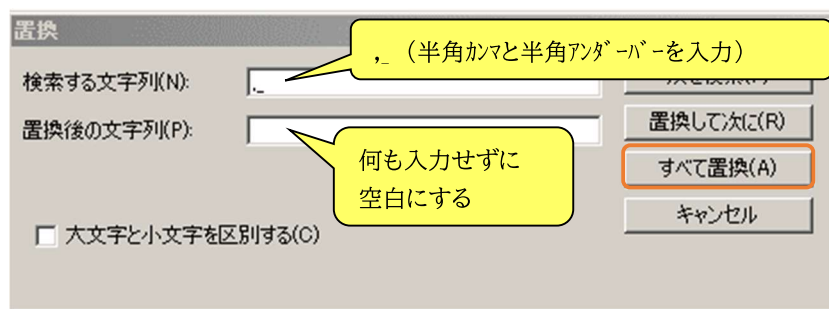 置換
,_ （半角ｶﾝﾏと半角ｱﾝﾀﾞｰﾊﾞｰを入力）
検索する文字列(N):
,_
置換後の文字列(P):
置換して次に(R)
何も入力せずに
空白にする
すべて置換(A)
キャンセル
大文字と小文字を区別する(C)